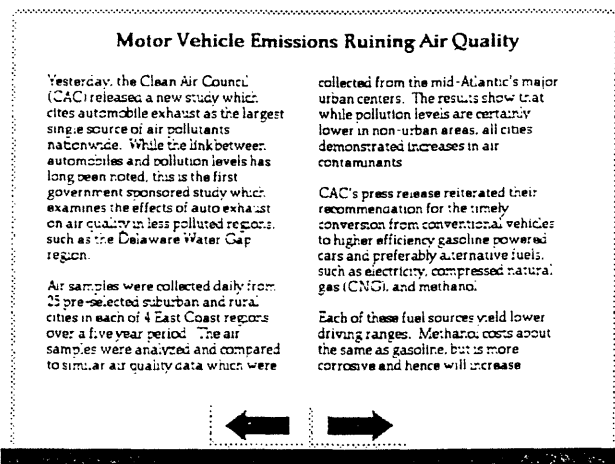 Motor Vehicle Emissions Ruining Air Quality
Yesterday, the Clean Air Council
(CAC) released a new study which
cites automobile exhaust as the largest
single source of air pollutants
nationwide. While the link between
automobiles and pollution levels has
long been noted, this is the first
government sponsored study which
examines the effects of auto exhaust
on air quality in less polluted regions,
such as the Delaware Water Gap
region.
Air samples were collected daily from
25 pre-selected suburban and rural
cities in each of 4 East Coast regions
over a five year period. The air
samples were analyzed and compared
to similar air quality data which were
collected from the mid-Atlantic's major
urban centers. The results show that
while pollution levels are certainly
lower in non-urban areas, all cities
demonstrated increases in air
contaminants
CAC's press release reiterated their
recommendation for the timely
conversion from conventional vehicles
to higher efficiency gasoline powered
cars and preferably alternative fuels,
such as electricity, compressed natural
gas (CNG), and methanol
Each of these fuel sources yield lower
driving ranges. Methanol costs about
the same as gasoline, but is more
corrosive and hence will increase